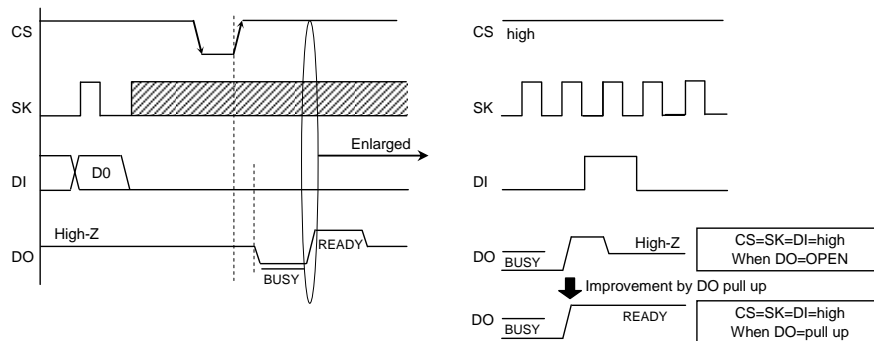 CS
SK
DI
D0
Enlarged
High-Z
DO
BUSY
READY
CS
high
SK
DI
DO
BUSY
High-Z
CS=SK=DI=high
When DO=OPEN
Improvement by DO pull up
DO
BUSY
READY
CS=SK=DI=high
When DO=pull up